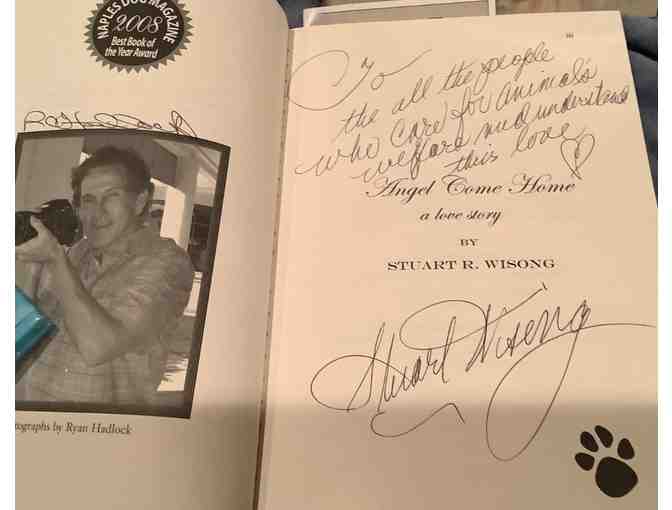 NAPLES DOG MAGAZINE
2008
Best Book of
the Year Award
tographs by Ryan Hadlock
iii
To
the all the people
who care for animals
welfare and understand
this love
Angel Come Home
a love story
BY
STUART R. WISONG
Stuart Wisong